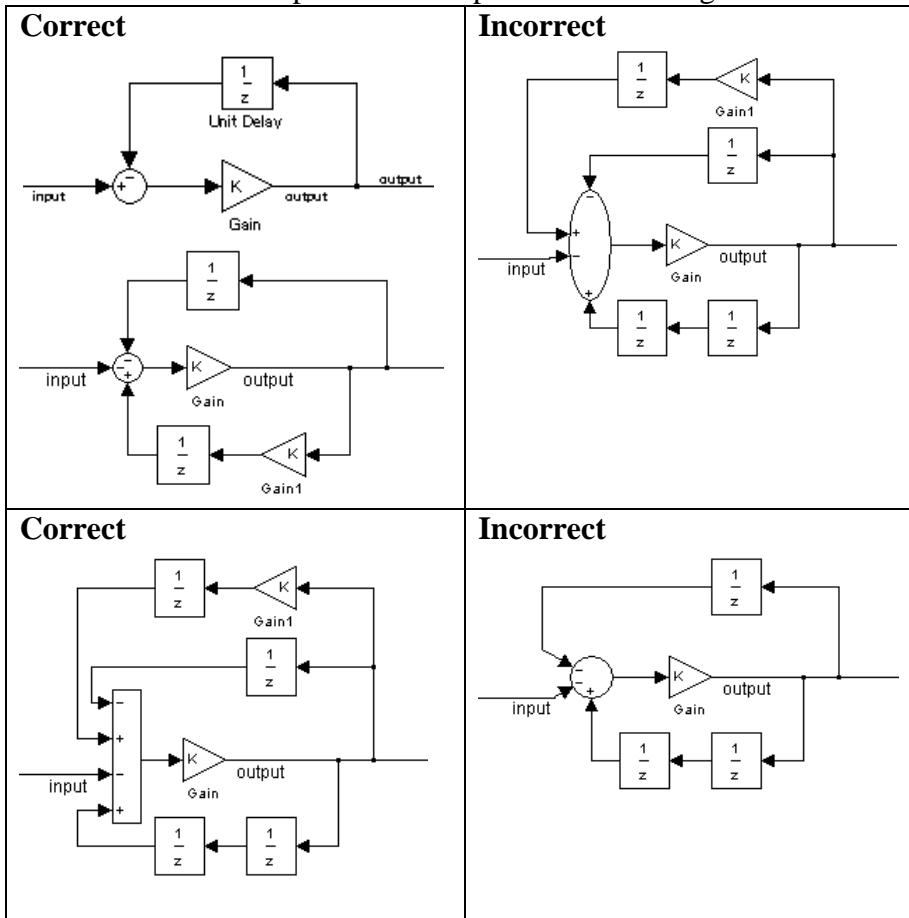 Correct
1
z
Unit Delay
−
+
K
input
output
output
Gain
1
z
−
−
+
K
input
output
Gain
1
z
K
Gain1
Incorrect
1
z
K
Gain1
1
z
−
+
−
+
K
input
output
Gain
1
z
1
z
Correct
1
z
K
Gain1
1
z
−
+
−
+
K
input
output
Gain
1
z
1
z
Incorrect
1
z
−
−
+
K
input
output
Gain
1
z
1
z